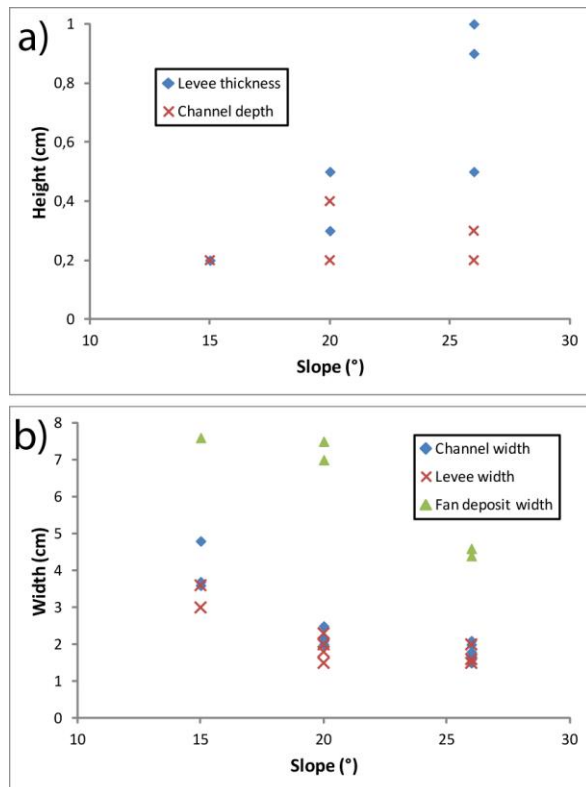 a)
1
0,8
0,6
0,4
0,2
0
Height (cm)
Levee thickness
Channel depth
10 15 20 25 30
Slope (°)
b)
8
7
6
5
4
3
2
1
0
Width (cm)
Channel width
Levee width
Fan deposit width
10 15 20 25 30
Slope (°)